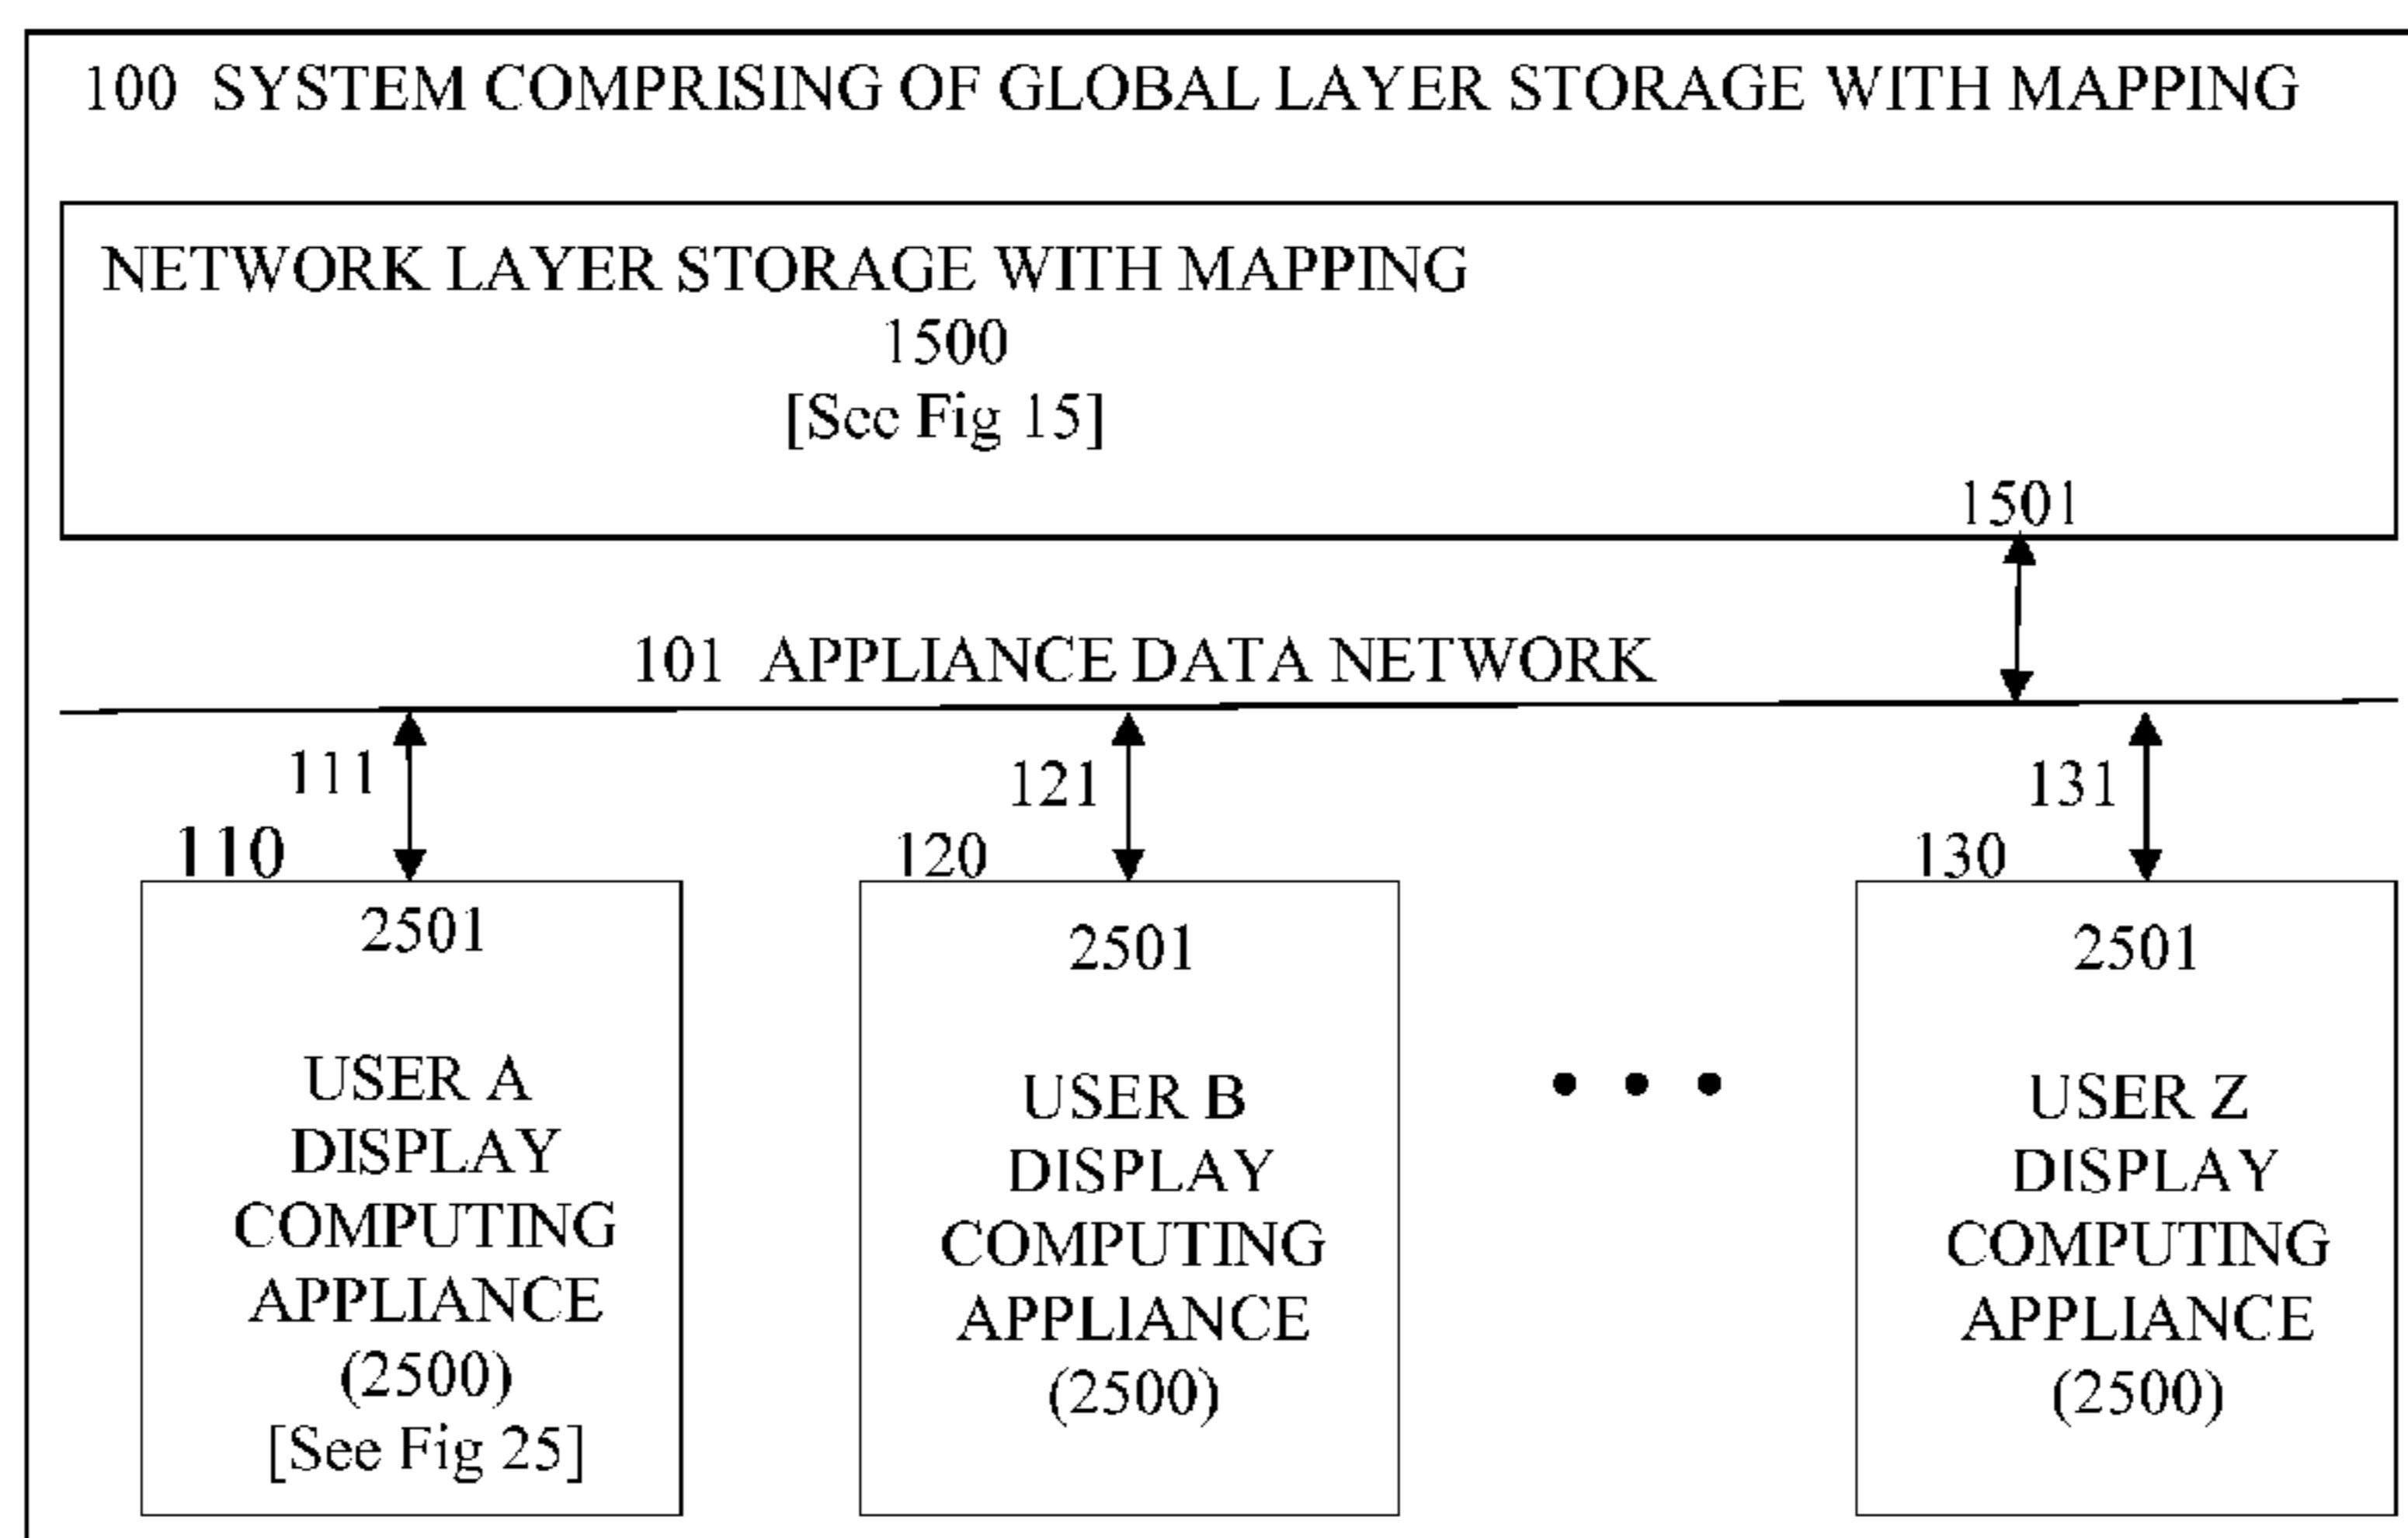 100 SYSTEM COMPRISING OF GLOBAL LAYER STORAGE WITH MAPPING
NETWORK LAYER STORAGE WITH MAPPING
1500
[See Fig 15]
1501
101 APPLIANCE DATA NETWORK
111
121
131
110
120
130
2501
USER A
DISPLAY
COMPUTING
APPLIANCE
(2500)
[See Fig 25]
2501
USER B
DISPLAY
COMPUTING
APPLIANCE
(2500)
• • •
2501
USER Z
DISPLAY
COMPUTING
APPLIANCE
(2500)